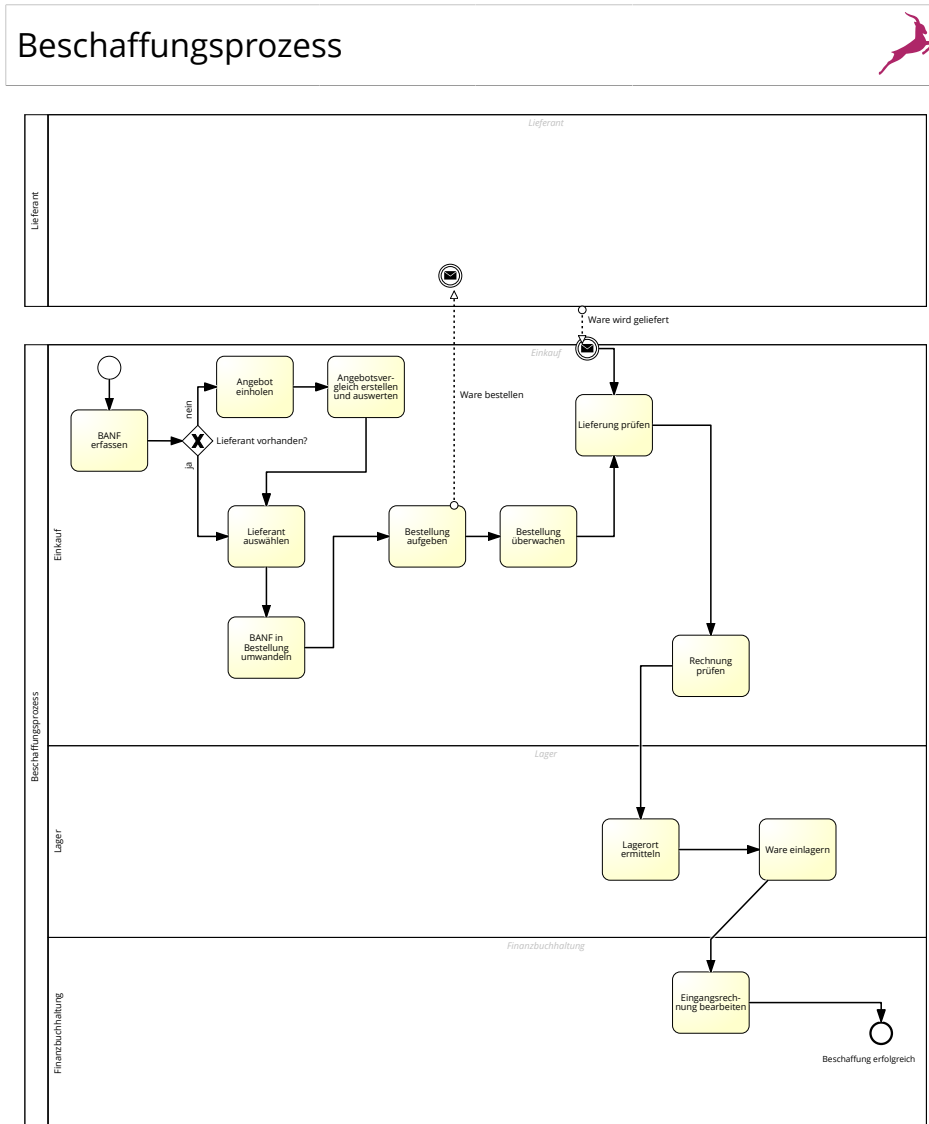 Beschaffungsprozess
Lieferant
Lieferant
Ware wird geliefert
Einkauf
Angebot
einholen
Angebotsver-
gleich erstellen
und auswerten
Ware bestellen
nein
BANF
erfassen
Lieferant vorhanden?
ja
Lieferung prüfen
Einkauf
Lieferant
auswählen
Bestellung
aufgeben
Bestellung
überwachen
BANF in
Bestellung
umwandeln
Rechnung
prüfen
Beschaffungsprozess
Lager
Lager
Lagerort
ermitteln
Ware einlagern
Finanzbuchhaltung
Finanzbuchhaltung
Eingangsrech-
nung bearbeiten
Beschaffung erfolgreich